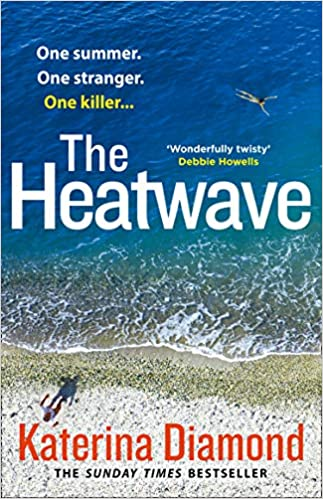 One summer.
One stranger.
One killer...
The
‘Wonderfully twisty’
Debbie Howells
Heatwave
Katerina Diamond
THE SUNDAY TIMES BESTSELLER